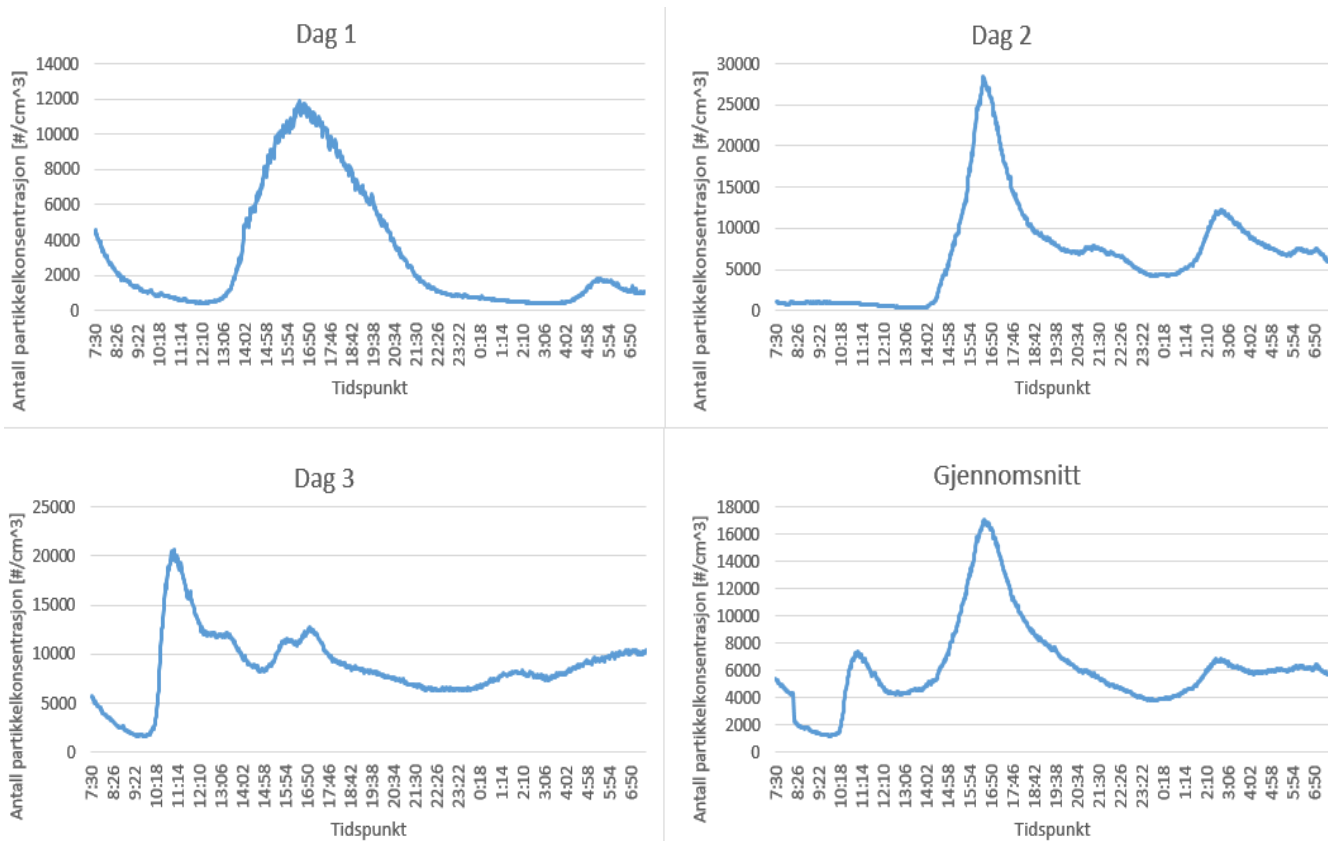 Dag 1
Antall partikkelkonsentrasjon [#/cm^3]
14000
12000
10000
8000
6000
4000
2000
0
7:30 8:26 9:22 10:18 11:14 12:10 13:06 14:02 14:58 15:54 16:50 17:46 18:42 19:38 20:34 21:30 22:26 23:22 0:18 1:14 2:10 3:06 4:02 4:58 5:54 6:50
Tidspunkt
Dag 2
Antall partikkelkonsentrasjon [#/cm^3]
30000
25000
20000
15000
10000
5000
0
7:30 8:26 9:22 10:18 11:14 12:10 13:06 14:02 14:58 15:54 16:50 17:46 18:42 19:38 20:34 21:30 22:26 23:22 0:18 1:14 2:10 3:06 4:02 4:58 5:54 6:50
Tidspunkt
Dag 3
Antall partikkelkonsentrasjon [#/cm^3]
25000
20000
15000
10000
5000
0
7:30 8:26 9:22 10:18 11:14 12:10 13:06 14:02 14:58 15:54 16:50 17:46 18:42 19:38 20:34 21:30 22:26 23:22 0:18 1:14 2:10 3:06 4:02 4:58 5:54 6:50
Tidspunkt
Gjennomsnitt
Antall partikkelkonsentrasjon [#/cm^3]
18000
16000
14000
12000
10000
8000
6000
4000
2000
0
7:30 8:26 9:22 10:18 11:14 12:10 13:06 14:02 14:58 15:54 16:50 17:46 18:42 19:38 20:34 21:30 22:26 23:22 0:18 1:14 2:10 3:06 4:02 4:58 5:54 6:50
Tidspunkt